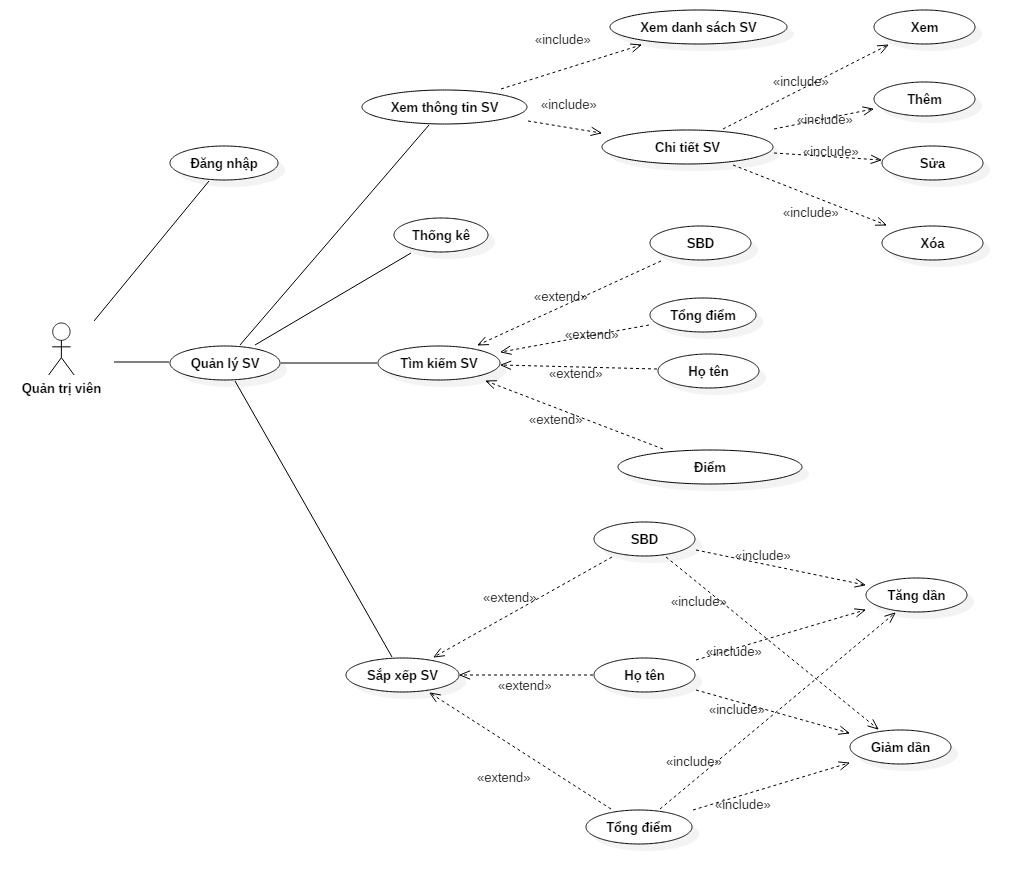 Xem danh sách SV
Xem
«include»
«include»
Xem thông tin SV
«include»
Thêm
«include»
Chi tiết SV
«include»
Sửa
Đăng nhập
«include»
Thống kê
SBD
Xóa
«extend»
Tổng điểm
«extend»
Quản trị viên
Quản lý SV
Tìm kiếm SV
Họ tên
«extend»
«extend»
Điểm
SBD
«include»
Tăng dần
«extend»
«include»
«include»
Sắp xếp SV
Họ tên
«extend»
«include»
Giảm dần
«include»
«extend»
«include»
Tổng điểm